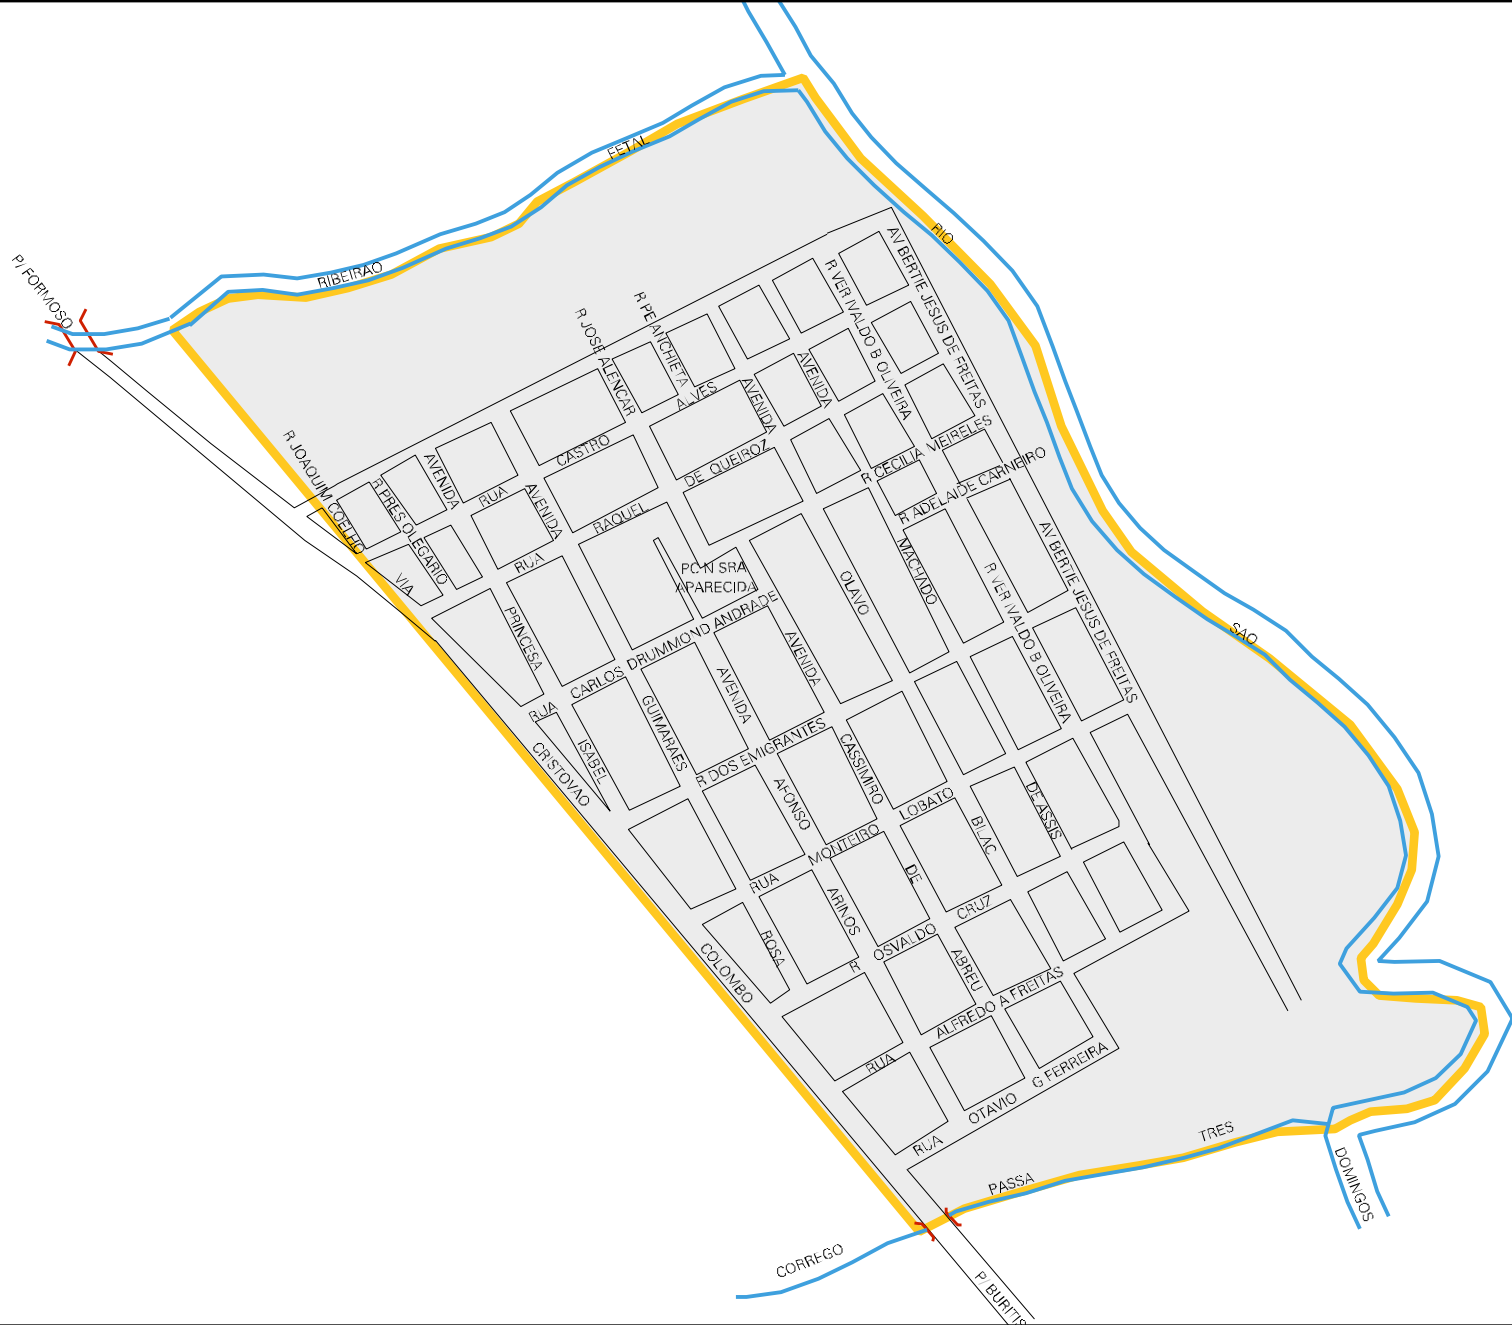 FETAL
RIBEIRAO
P/ FORMOSO
RIO
SAO
AV BERTIE JESUS DE FREITAS
R VER IVALDO B OLIVEIRA
R PE ANCHIETA
R JOSE ALENCAR
AVENIDA
AVENIDA
ALVES
CASTRO
RUA
R CECILIA MEIRELES
R ADELAIDE CARNEIRO
DE QUEIROZ
RAQUEL
RUA
AVENIDA
AVENIDA
R PRES OLEGARIO
R JOAQUIM COELHO
VIA
PC N SRA
APARECIDA
OLAVO
MACHADO
R VER IVALDO B OLIVEIRA
AV BERTIE JESUS DE FREITAS
CARLOS DRUMMOND ANDRADE
RUA
PRINCESA
AVENIDA
AVENIDA
GUIMARAES
ISABEL
CRISTOVAO
R DOS EMIGRANTES
CASSIMIRO
AFONSO
LOBATO
MONTEIRO
RUA
BILAC
DE ASSIS
DE
ARINOS
ROSA
COLOMBO
CRUZ
OSVALDO
R
ABREU
ALFREDO A FREITAS
RUA
G FERREIRA
OTAVIO
RUA
TRES
PASSA
CORREGO
DOMINGOS
P/ BURITIS